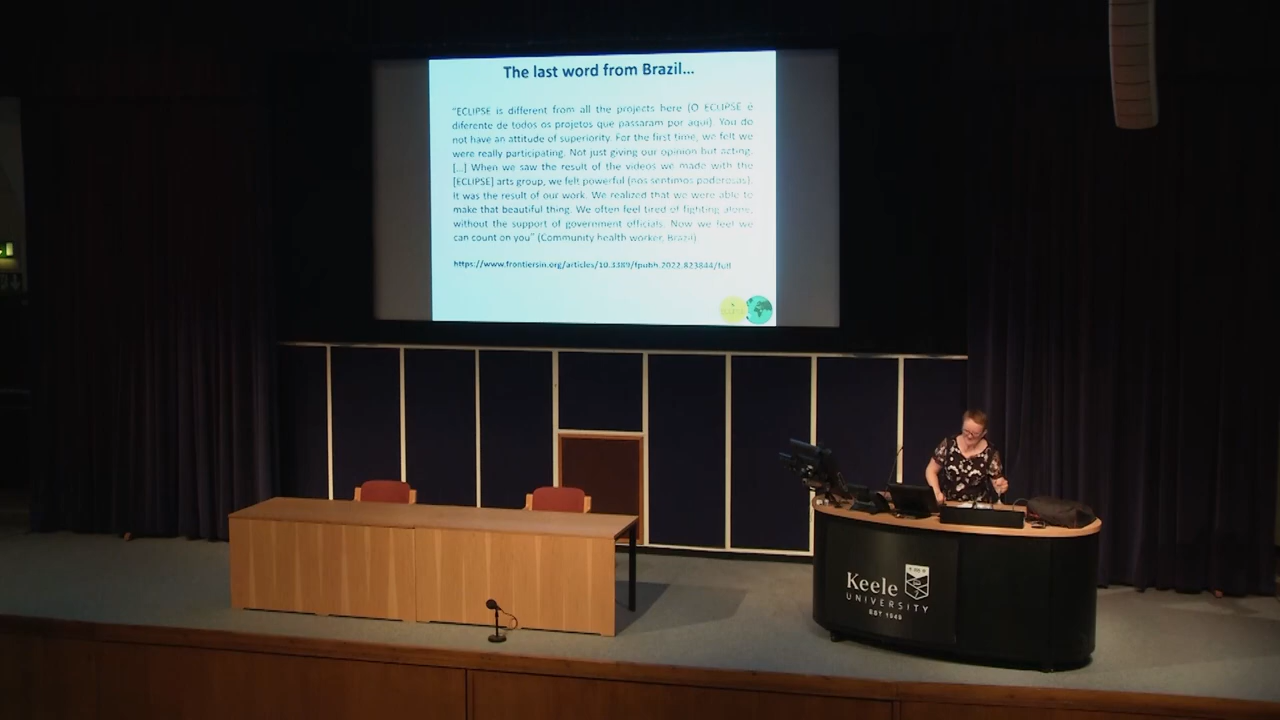 The last word from Brazil...
"ECLIPSE is different from all the projects here (O ECLIPSE é
diferente de todos os projetos que passaram por aqui). You do
not have an attitude of superiority. For the first time, we felt we
were really participating. Not just giving our opinion but acting.
[...] When we saw the result of the videos we made with the
[ECLIPSE] arts group, we felt powerful (nos sentimos poderosas).
It was the result of our work. We realized that we were able to
make that beautiful thing. We often feel tired of fighting alone,
without the support of government officials. Now we feel we
can count on you" (Community health worker, Brazil)
https://www.frontiersin.org/articles/10.3389/fpubh.2022.823844/full
Keele
UNIVERSITY
EST 1949